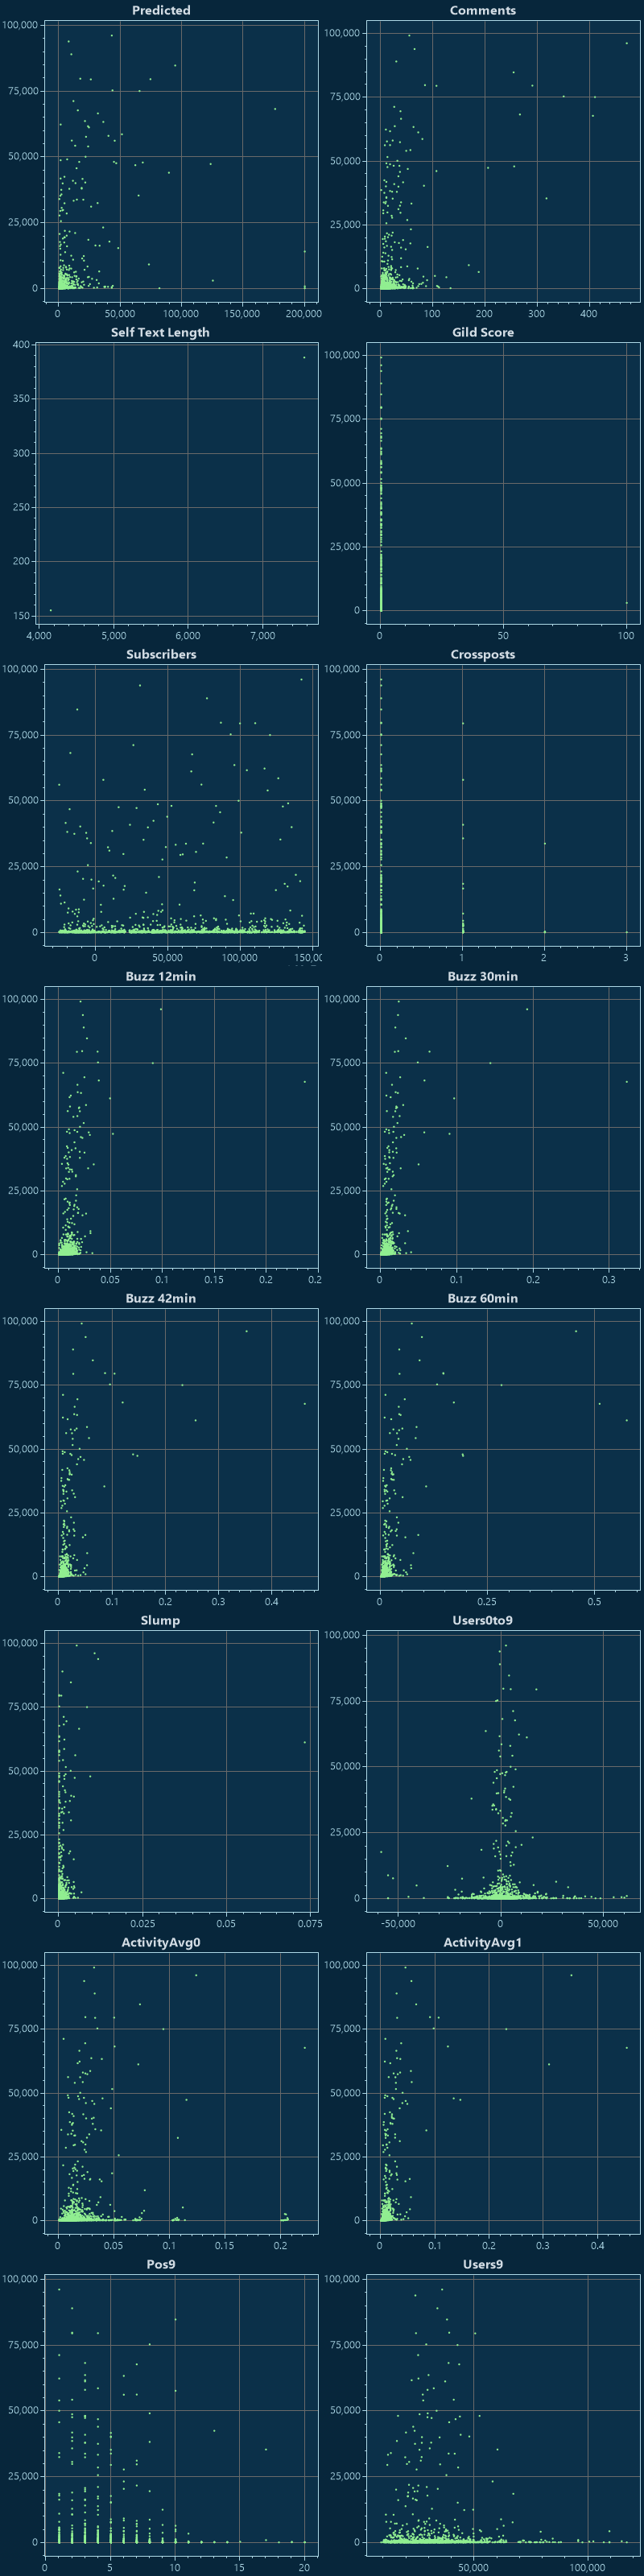 Predicted Comments
100,000 100,000
75,000 75,000
50,000 50,000
25,000 25,000
0 0
0 50,000 100,000 150,000 200,000 0 100 200 300 400
Self Text Length Gild Score
400 100,000
350 75,000
300 50,000
250
200 25,000
150 0
4,000 5,000 6,000 7,000 0 50 100
Subscribers Crossposts
100,000 100,000
75,000 75,000
50,000 50,000
25,000 25,000
0 0
0 50,000 100,000 150,00 0 1 2 3
Buzz 12min Buzz 30min
100,000 100,000
75,000 75,000
50,000 50,000
25,000 25,000
0 0
0 0.05 0.1 0.15 0.2 0.2 0 0.1 0.2 0.3
Buzz 42min Buzz 60min
100,000 100,000
75,000 75,000
50,000 50,000
25,000 25,000
0 0
0 0.1 0.2 0.3 0.4 0 0.25 0.5
Slump Users0to9
100,000 100,000
75,000 75,000
50,000 50,000
25,000 25,000
0 0
0 0.025 0.05 0.075 -50,000 0 50,000
ActivityAvg0 ActivityAvg1
100,000 100,000
75,000 75,000
50,000 50,000
25,000 25,000
0 0
0 0.05 0.1 0.15 0.2 0 0.1 0.2 0.3 0.4
Pos9 Users9
100,000 100,000
75,000 75,000
50,000 50,000
25,000 25,000
0 0
0 5 10 15 20 50,000 100,000